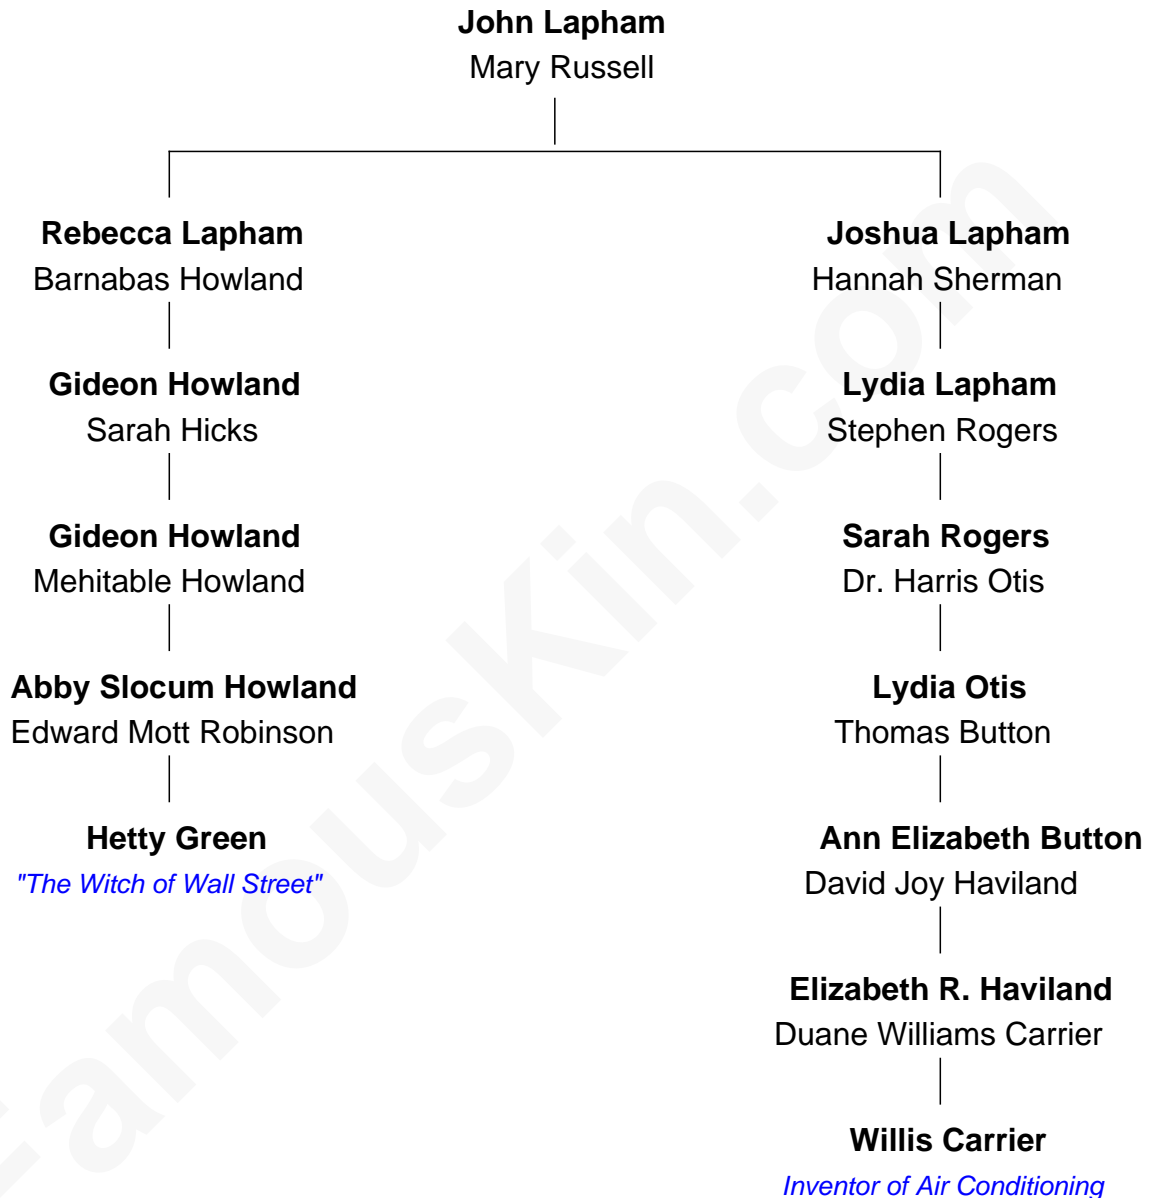 John Lapham
Mary Russell
Rebecca Lapham
Barnabas Howland
Gideon Howland
Sarah Hicks
Gideon Howland
Mehitable Howland
Abby Slocum Howland
Edward Mott Robinson
Hetty Green
"The Witch of Wall Street"
Joshua Lapham
Hannah Sherman
Lydia Lapham
Stephen Rogers
Sarah Rogers
Dr. Harris Otis
Lydia Otis
Thomas Button
Ann Elizabeth Button
David Joy Haviland
Elizabeth R. Haviland
Duane Williams Carrier
Willis Carrier
Inventor of Air Conditioning
FamousKin.com